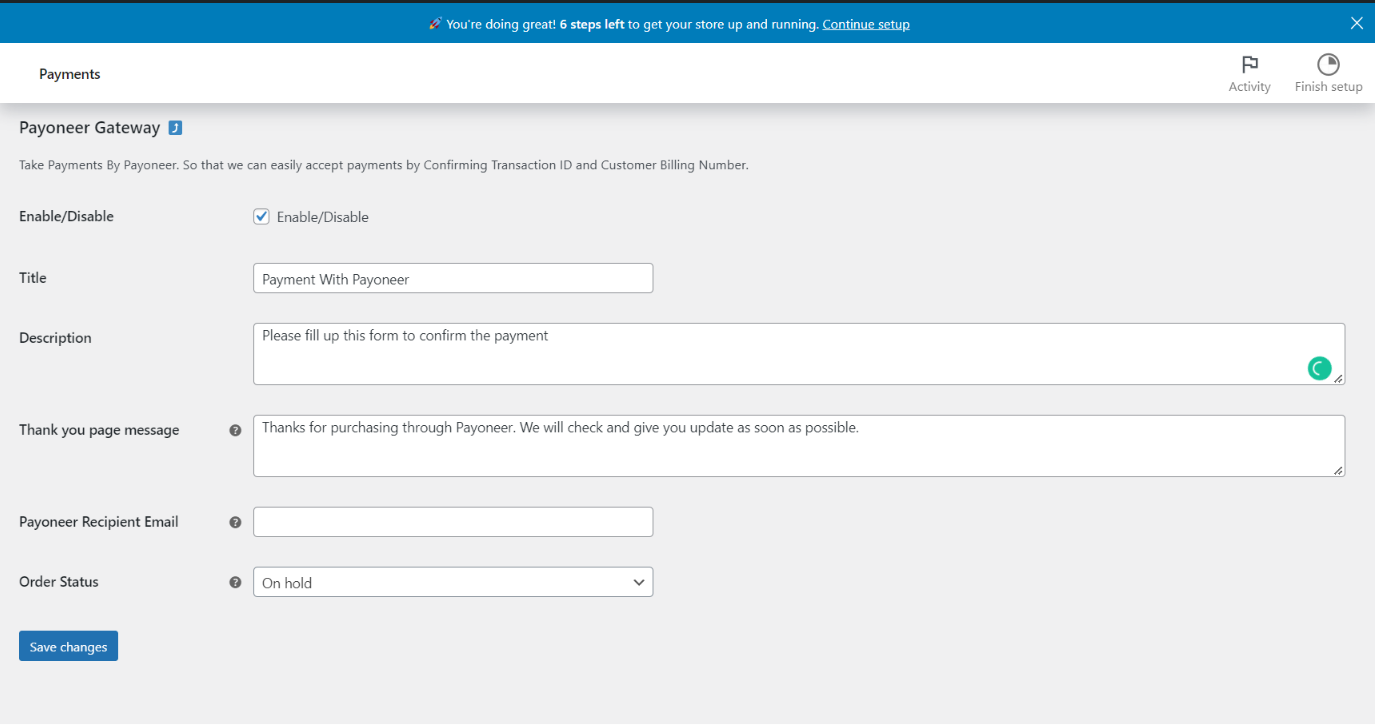 🚀 You're doing great! 6 steps left to get your store up and running. Continue setup
Payments
Activity
Finish setup
Payoneer Gateway
Take Payments By Payoneer. So that we can easily accept payments by Confirming Transaction ID and Customer Billing Number.
Enable/Disable
Enable/Disable
Title
Payment With Payoneer
Description
Please fill up this form to confirm the payment
Thank you page message
Thanks for purchasing through Payoneer. We will check and give you update as soon as possible.
Payoneer Recipient Email
Order Status
On hold
Save changes